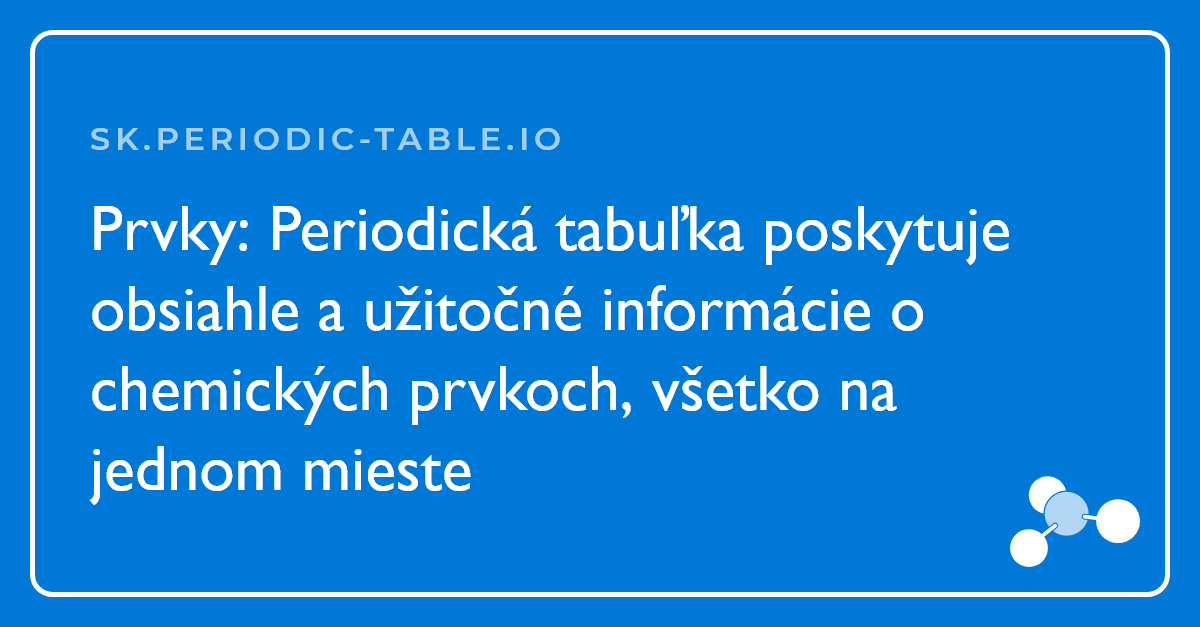 SK.PERIODIC-TABLE.IO
Prvky: Periodická tabuľka poskytuje
obsiahle a užitočné informácie o
chemických prvkoch, všetko na
jednom mieste